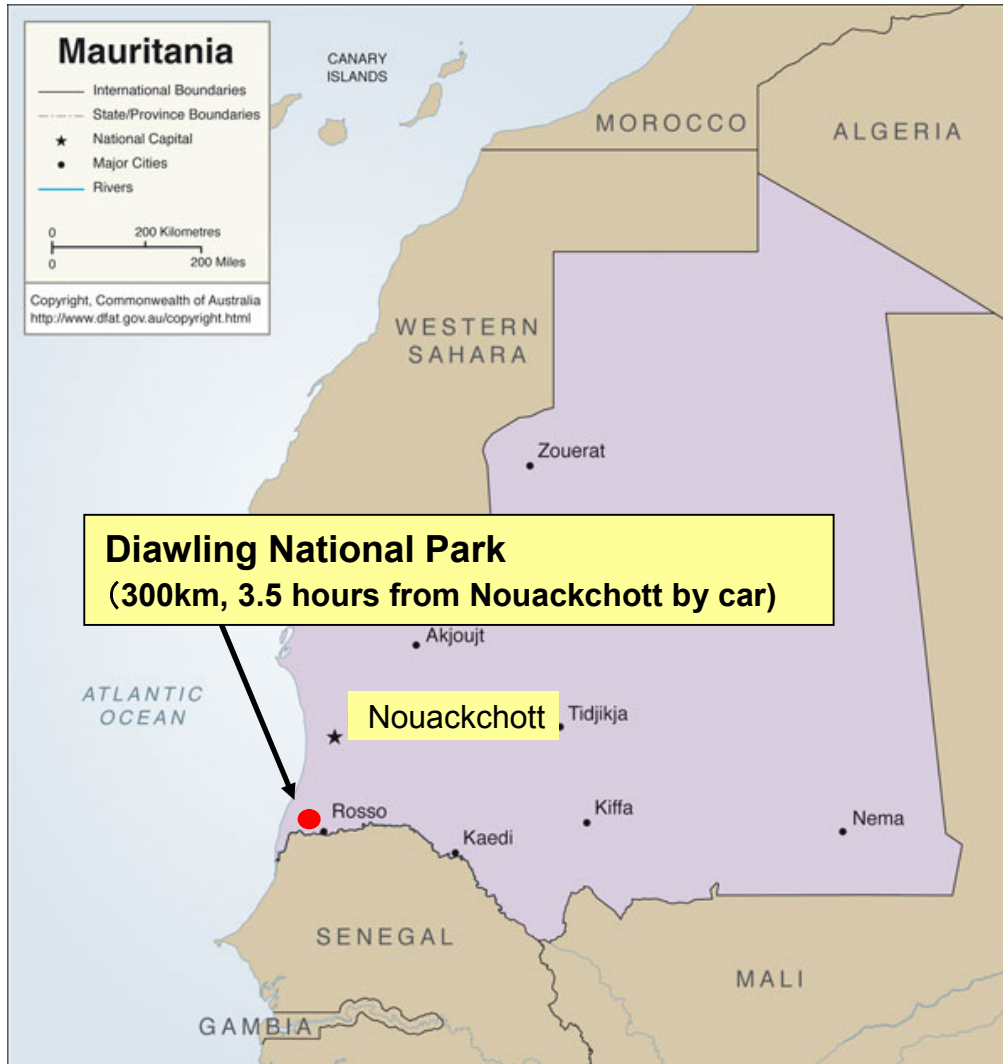 Mauritania
International Boundaries
State/Province Boundaries
National Capital
Major Cities
Rivers
0 200 Kilometres
0 200 Miles
Copyright, Commonwealth of Australia
http://www.dfat.gov.au/copyright.html
CANARY
ISLANDS
MOROCCO
ALGERIA
WESTERN
SAHARA
Zouerat
Diawling National Park
（300km, 3.5 hours from Nouackchott by car)
Akjoujt
ATLANTIC
OCEAN
Nouackchott
Tidjikja
Rosso
Kiffa
Nema
Kaedi
SENEGAL
MALI
GAMBIA